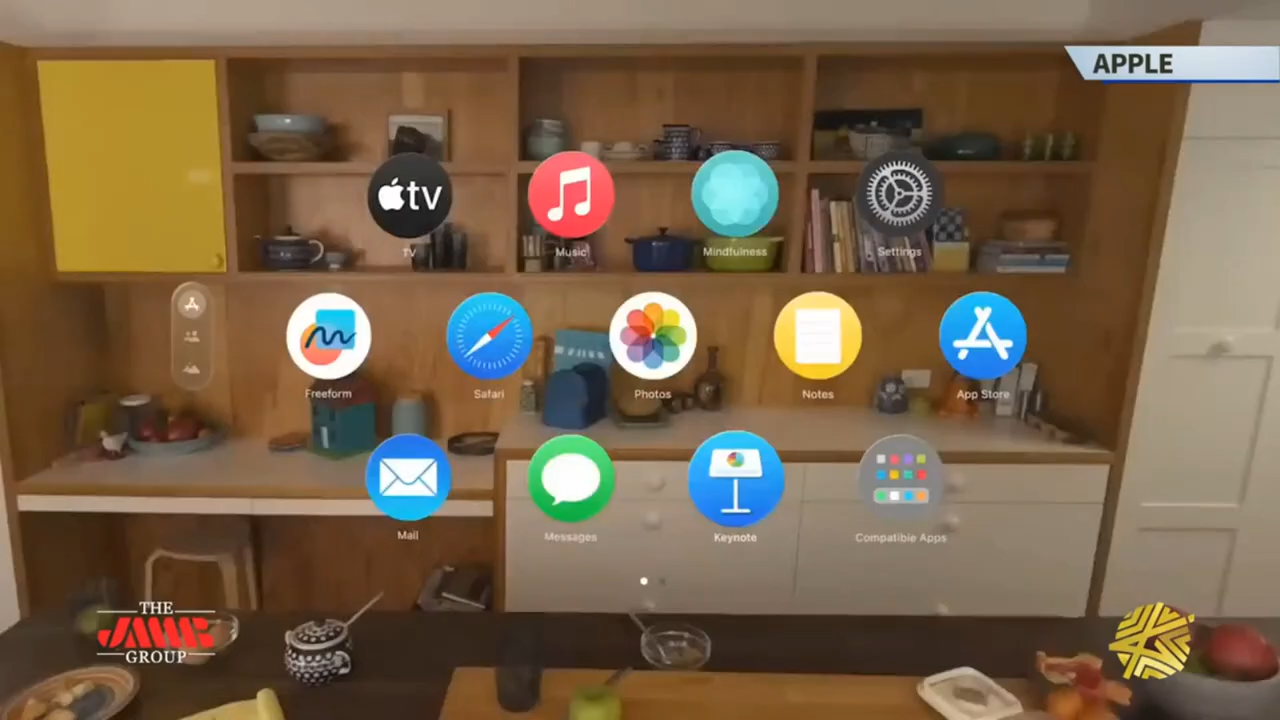 APPLE
tv
TV
Music
Mindfulness
Settings
Freeform
Safari
Photos
Notes
App Store
Mail
Messages
Keynote
Compatible Apps
THE
GROUP